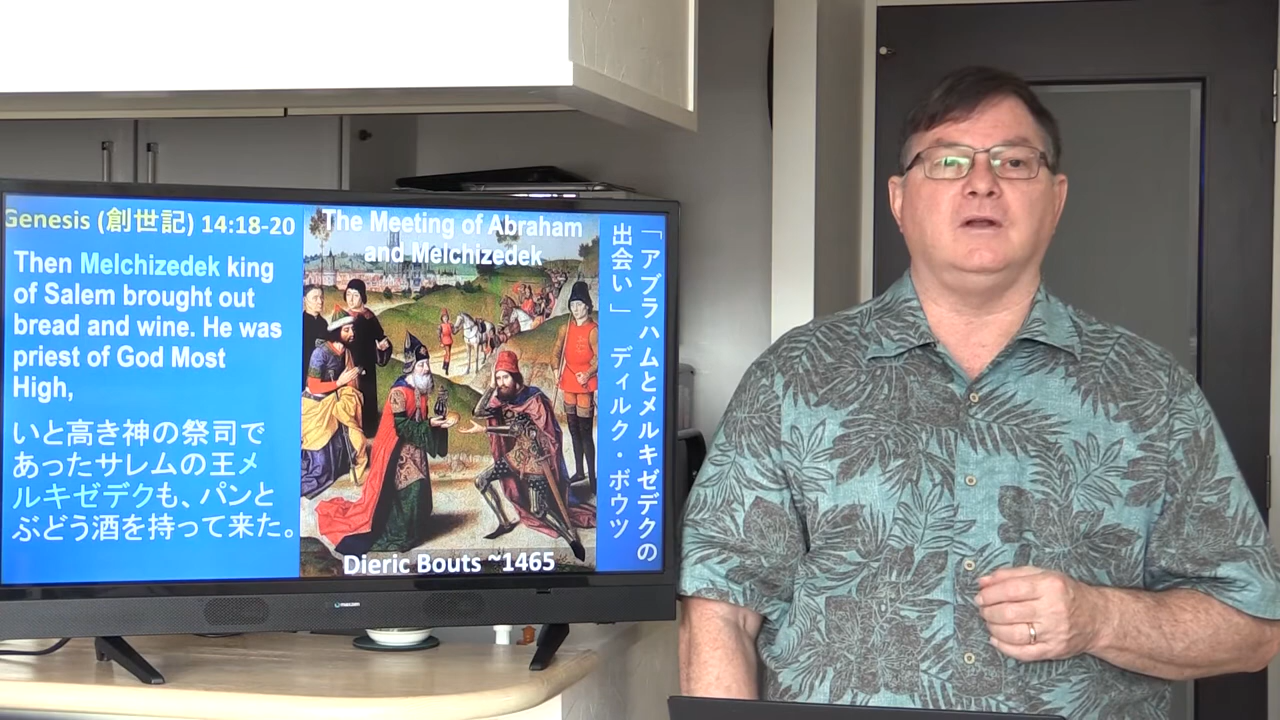 Genesis (創世記) 14:18-20
Then Melchizedek king
of Salem brought out
bread and wine. He was
priest of God Most
High,
いと高き神の祭司で
あったサレムの王メ
ルキゼデクも、パンと
ぶどう酒を持って来た。
The Meeting of Abraham
and Melchizedek
Dieric Bouts ~1465
「アブラハムとメルキゼデクの
出会い」 ディルク・ボウツ